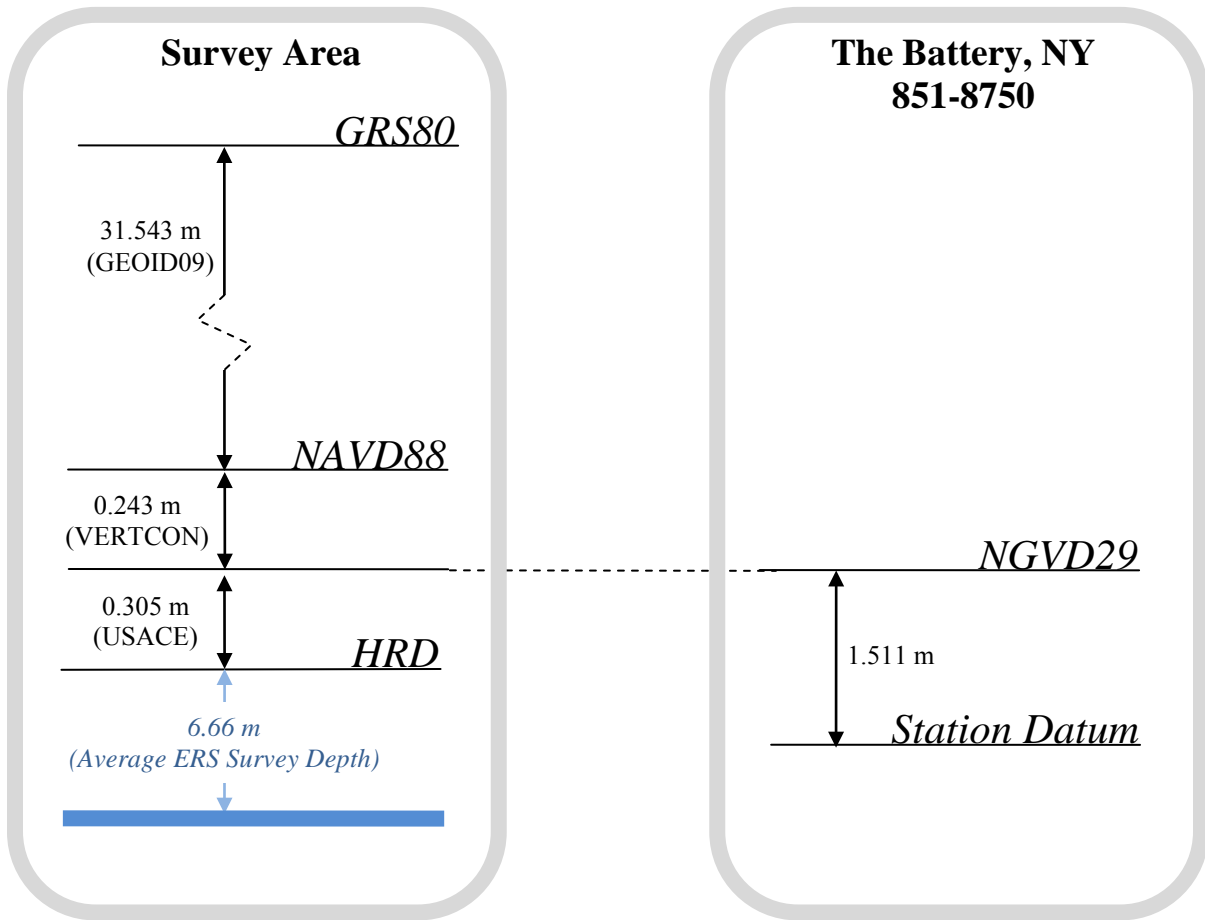 Survey Area
GRS80
31.543 m
(GEOID09)
NAVD88
0.243 m
(VERTCON)
0.305 m
(USACE)
HRD
6.66 m
(Average ERS Survey Depth)
The Battery, NY
851-8750
NGVD29
1.511 m
Station Datum